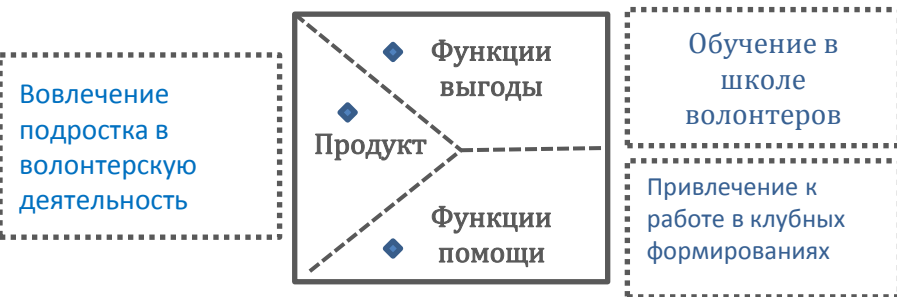 Вовлечение
подростка в
волонтерскую
деятельность
Функции
выгоды
Продукт
Функции
помощи
Обучение в
школе
волонтеров
Привлечение к
работе в клубных
формированиях